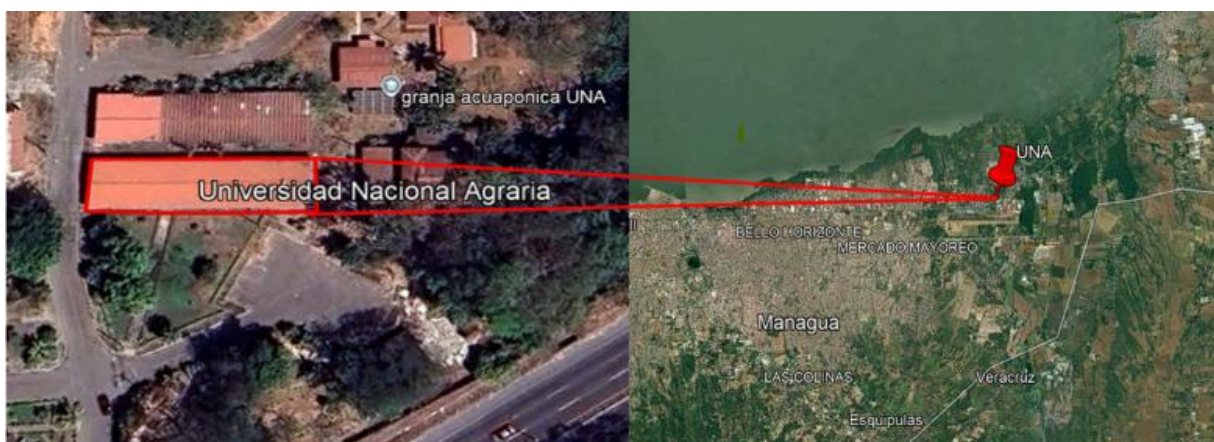 granja acuaponica UNA
Universidad Nacional Agraria
UNA
BELLO HORIZONTE
MERCADO MAYOREO
Managua
LAS COLINAS
Veracruz
Esquipulas